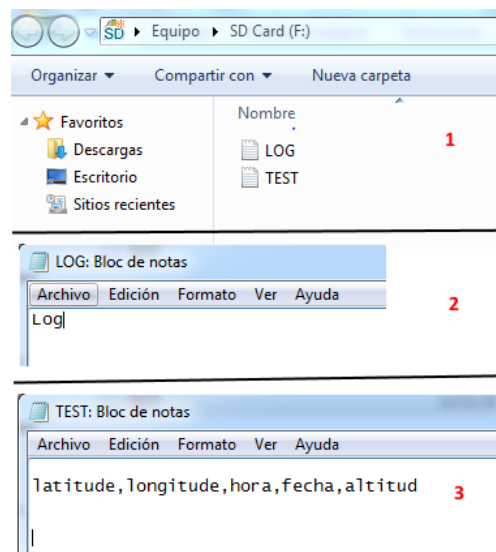 SD Equipo SD Card (F:)
Organizar Compartir con Nueva carpeta
Favoritos
Descargas
Escritorio
Sitios recientes
Nombre
LOG
TEST
1
LOG: Bloc de notas
Archivo Edición Formato Ver Ayuda
Log
2
TEST: Bloc de notas
Archivo Edición Formato Ver Ayuda
latitude,longitude,hora,fecha,altitud
3